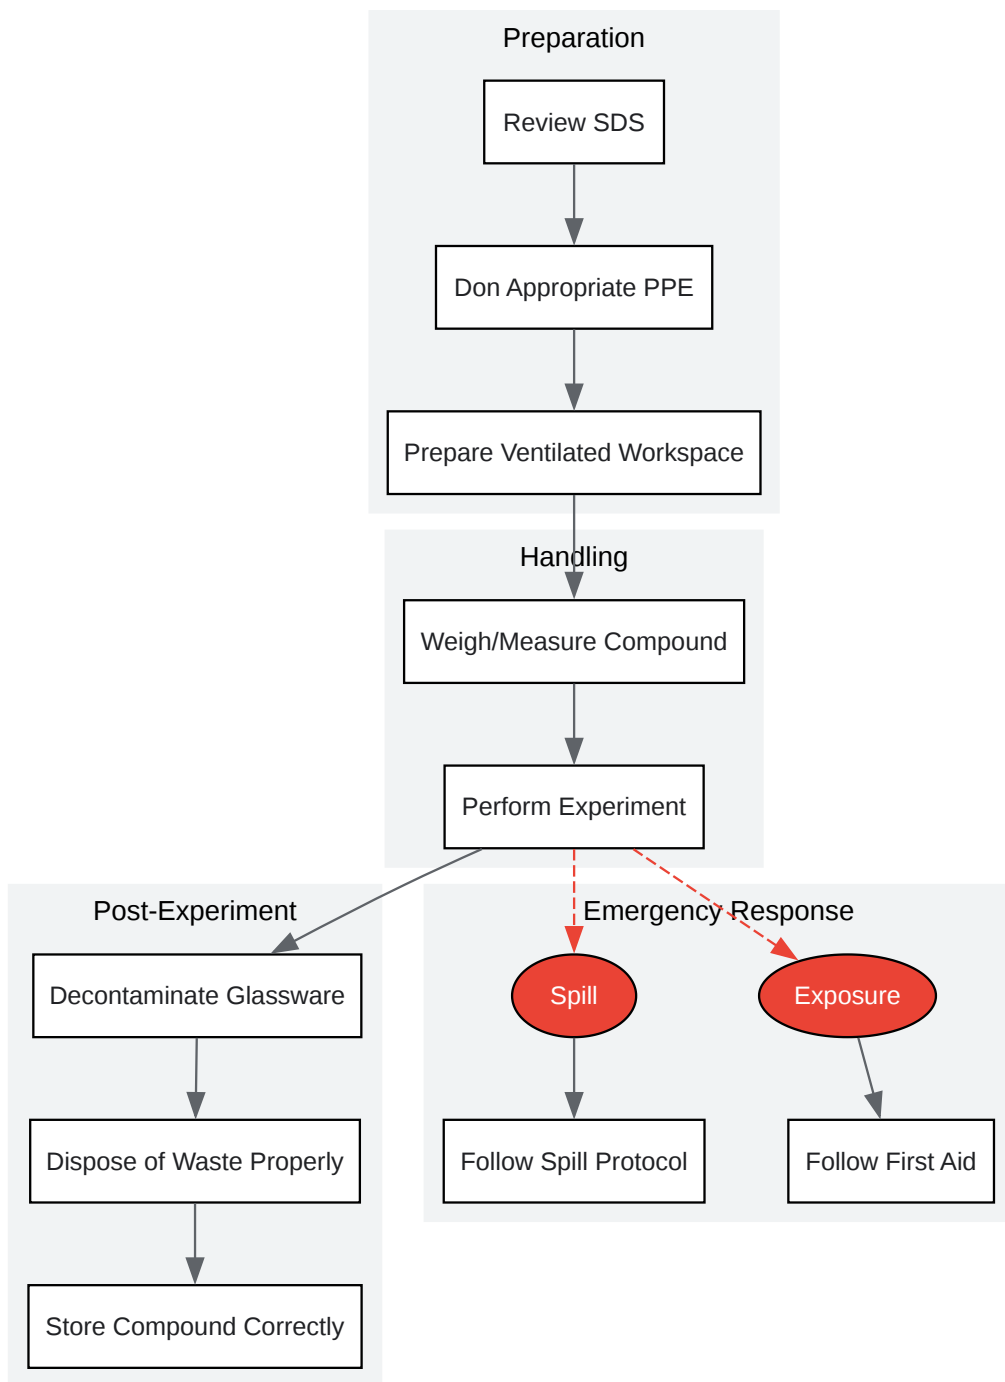 Preparation
Review SDS
Don Appropriate PPE
Prepare Ventilated Workspace
Handling
Weigh/Measure Compound
Perform Experiment
Post-Experiment
Decontaminate Glassware
Dispose of Waste Properly
Store Compound Correctly
Emergency Response
Spill
Exposure
Follow Spill Protocol
Follow First Aid